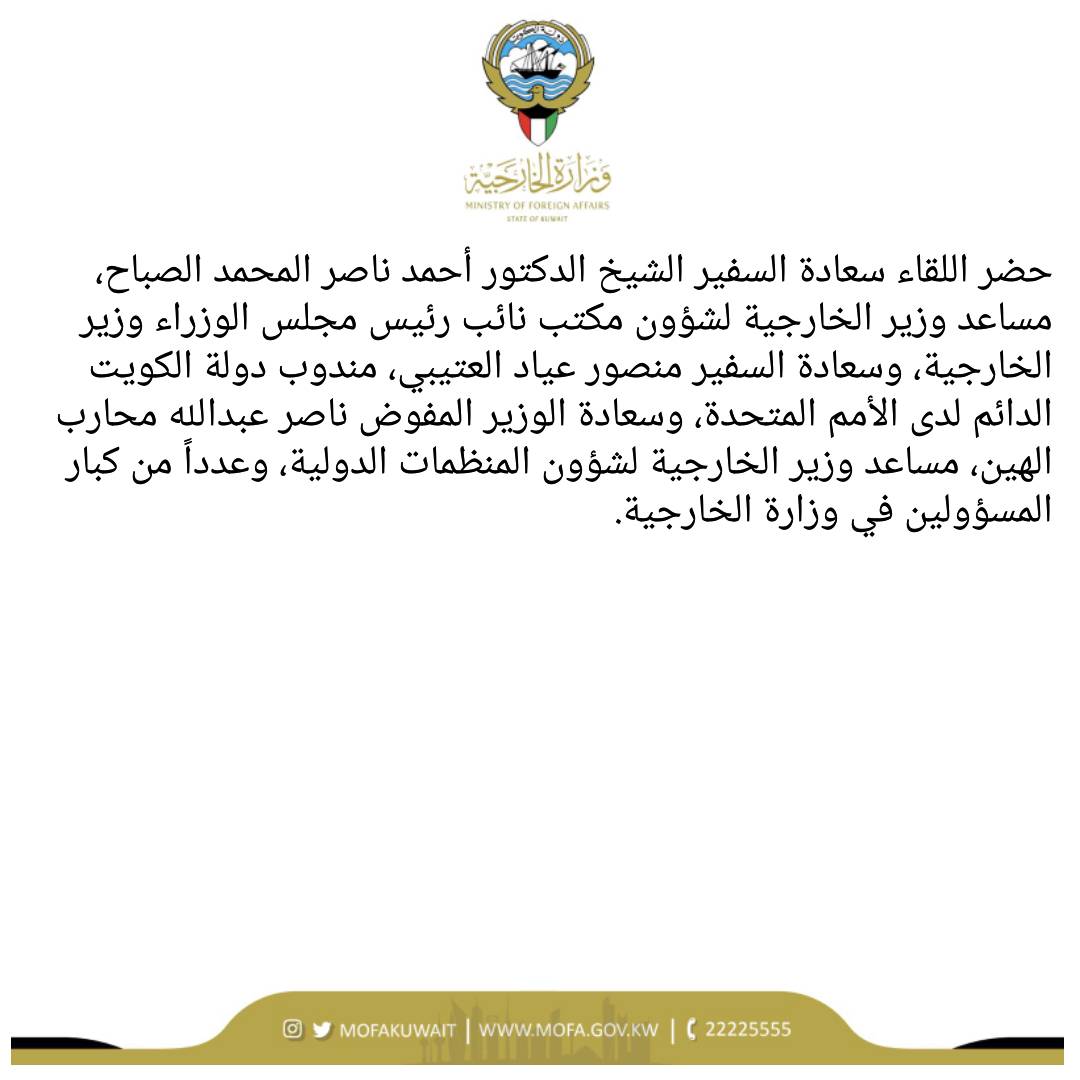 دولة الكويت
وزارة الخارجية
MINISTRY OF FOREIGN AFFAIRS
STATE OF KUWAIT
حضر اللقاء سعادة السفير الشيخ الدكتور أحمد ناصر المحمد الصباح،
مساعد وزير الخارجية لشؤون مكتب نائب رئيس مجلس الوزراء وزير
الخارجية، وسعادة السفير منصور عياد العتيبي، مندوب دولة الكويت
الدائم لدى الأمم المتحدة، وسعادة الوزير المفوض ناصر عبدالله محارب
الهين، مساعد وزير الخارجية لشؤون المنظمات الدولية، وعدداً من كبار
المسؤولين في وزارة الخارجية.
MOFAKUWAIT | WWW.MOFA.GOV.KW | 22225555